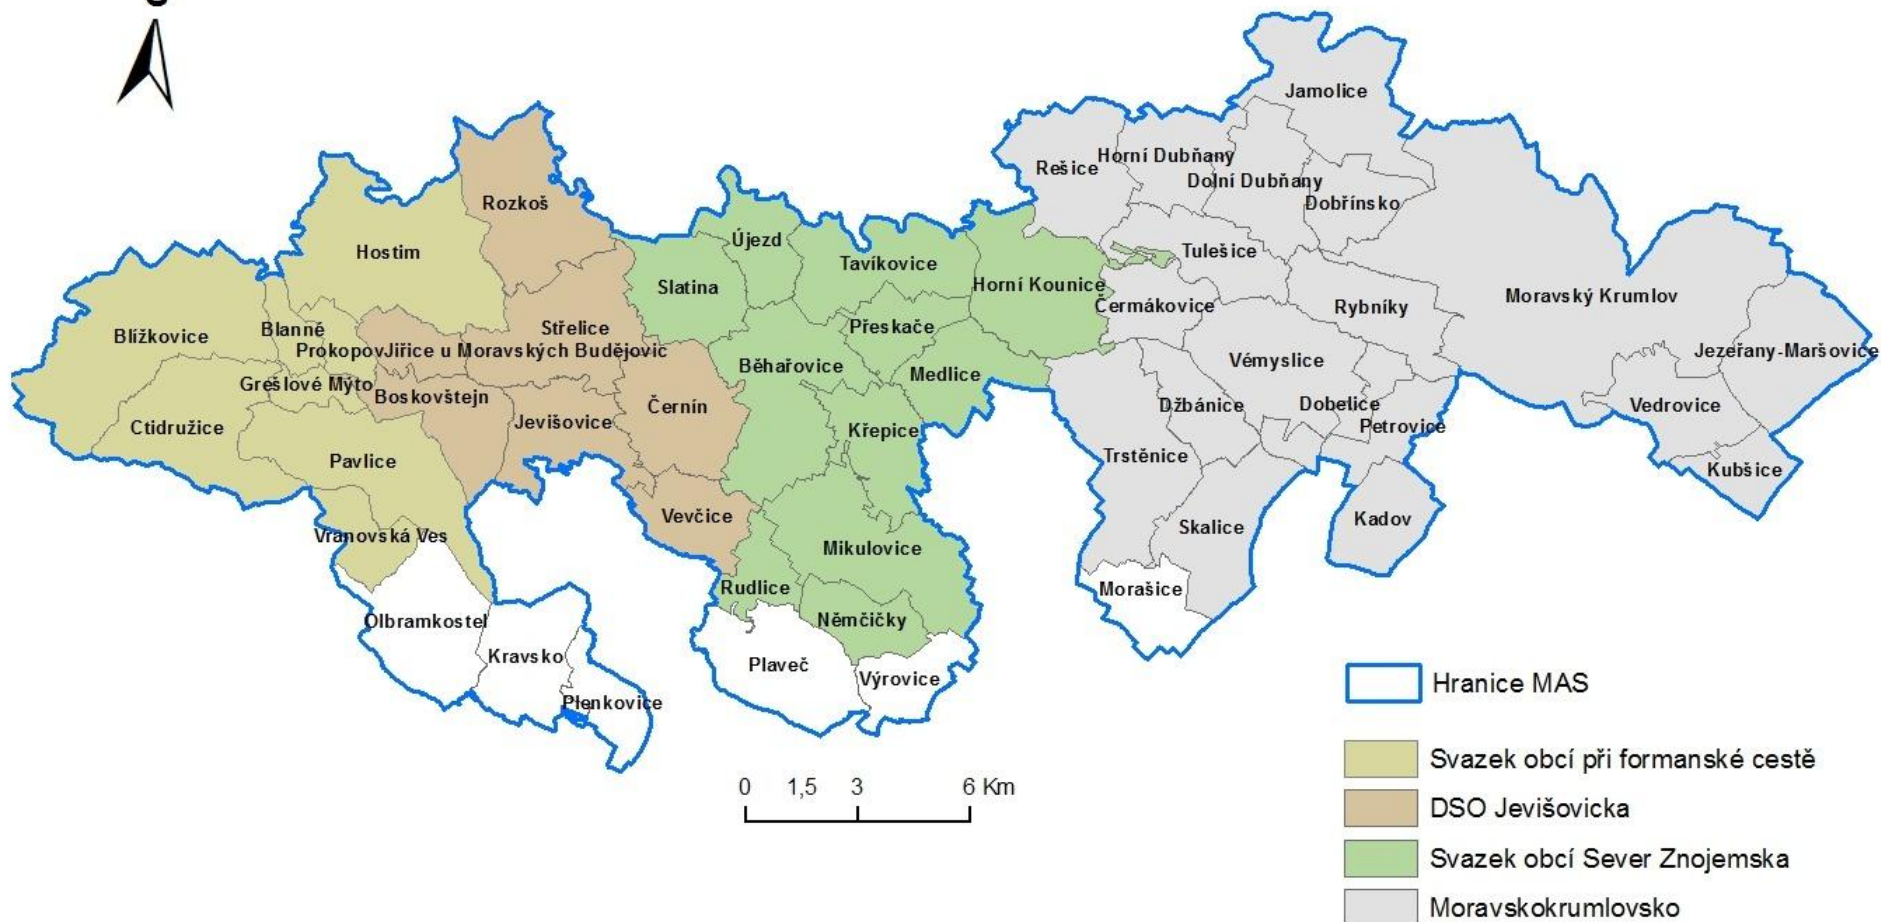 Jamolice
Horní Dubňany
Rešice
Dolní Dubňany
Rozkoš
Dobřínsko
Újezd
Hostim
Tulešice
Tavíkovice
Slatina
Horní Kounice
Moravský Krumlov
Čermákovice
Rybníky
Blížkovice
Blanné
Střelice
Přeskače
Prokopov
Jiřice u Moravských Budějovic
Jezeřany-Maršovice
Vémyslice
Běhařovice
Medlice
Grešlové Mýto
Boskovštejn
Černín
Džbánice
Dobelice
Vedrovice
Ctidružice
Jevišovice
Křepice
Petrovice
Pavlice
Trstěnice
Kubšice
Vevčice
Kadov
Skalice
Vranovská Ves
Mikulovice
Rudlice
Morašice
Olbramkostel
Němčičky
Kravsko
Plaveč
Výrovice
Plenkovice
Hranice MAS
Svazek obcí při formanské cestě
DSO Jevišovicka
Svazek obcí Sever Znojemska
Moravskokrumlovsko
0 1,5 3 6 Km